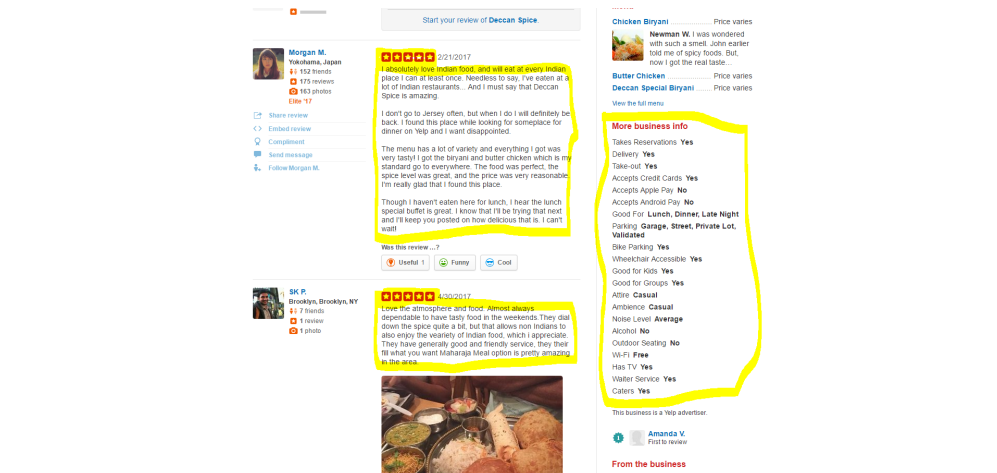 Start your review of Deccan Spice.
Morgan M.
Yokohama, Japan
152 friends
175 reviews
163 photos
Elite '17
Share review
Embed review
Compliment
Send message
Follow Morgan M.
2/21/2017
I absolutely love Indian food, and will eat at every Indian
place I can at least once. Needless to say, I've eaten at a
lot of Indian restaurants... And I must say that Deccan
Spice is amazing.
I don't go to Jersey often, but when I do I will definitely be
back. I found this place while looking for someplace for
dinner on Yelp and I want disappointed.
The menu has a lot of variety and everything I got was
very tasty! I got the biryani and butter chicken which is my
standard go to everywhere. The food was perfect, the
spice level was great, and the price was very reasonable.
I'm really glad that I found this place.
Though I haven't eaten here for lunch, I hear the lunch
special buffet is great, I know that I'll be trying that next
and I'll keep you posted on how delicious that is. I can't
wait!
Was this review ...?
Useful 1
Funny
Cool
SK P.
Brooklyn, Brooklyn, NY
7 friends
1 review
1 photo
4/30/2017
Love the atmosphere and food. Almost always
dependable to have tasty food in the weekends.They dial
down the spice quite a bit, but that allows non Indians to
also enjoy the veariety of Indian food, which i appreciate.
They have generally good and friendly service, they their
fill what you want Maharaja Meal option is pretty amazing
in the area.
Chicken Biryani Price varies
Newman W. I was wondered
with such a smell. John earlier
told me of spicy foods. But,
now I got the real taste…
Butter Chicken Price varies
Deccan Special Biryani Price varies
View the full menu
More business info
Takes Reservations Yes
Delivery Yes
Take-out Yes
Accepts Credit Cards Yes
Accepts Apple Pay No
Accepts Android Pay No
Good For Lunch, Dinner, Late Night
Parking Garage, Street, Private Lot,
Validated
Bike Parking Yes
Wheelchair Accessible Yes
Good for Kids Yes
Good for Groups Yes
Attire Casual
Ambience Casual
Noise Level Average
Alcohol No
Outdoor Seating No
Wi-Fi Free
Has TV Yes
Waiter Service Yes
Caters Yes
This business is a Yelp advertiser.
1
Amanda V.
First to review
From the business